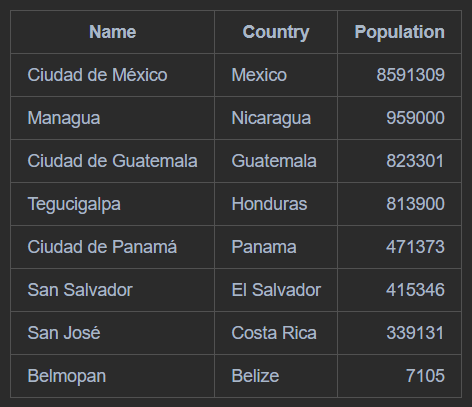 Name Country Population
Ciudad de México Mexico 8591309
Managua Nicaragua 959000
Ciudad de Guatemala Guatemala 823301
Tegucigalpa Honduras 813900
Ciudad de Panamá Panama 471373
San Salvador El Salvador 415346
San José Costa Rica 339131
Belmopan Belize 7105